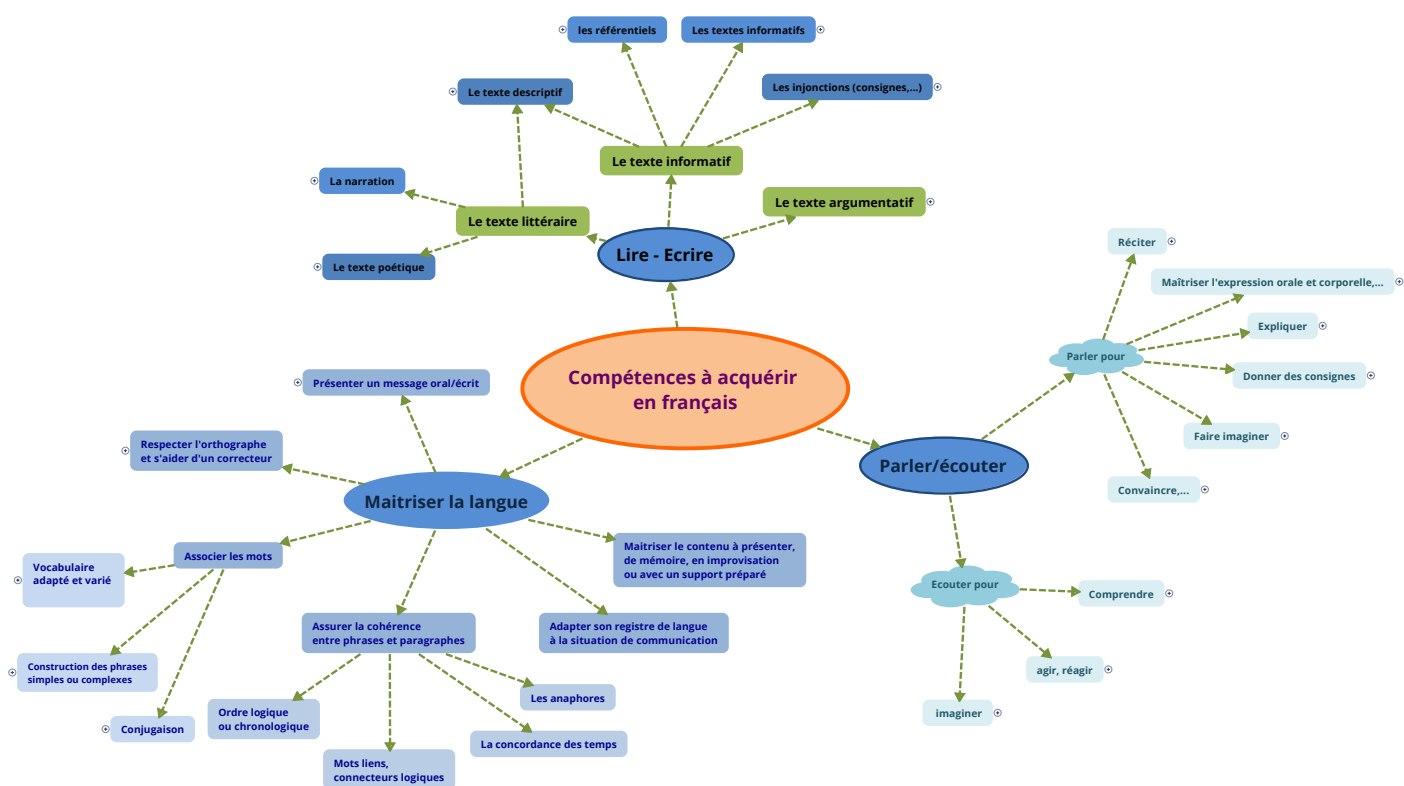 les référentiels
Les textes informatifs
Le texte descriptif
Les injonctions (consignes,...)
Le texte informatif
La narration
Le texte argumentatif
Le texte littéraire
Le texte poétique
Lire - Ecrire
Réciter
Maîtriser l'expression orale et corporelle,...
Expliquer
Parler pour
Donner des consignes
Faire imaginer
Convaincre,...
Compétences à acquérir
en français
Présenter un message oral/écrit
Respecter l'orthographe
et s'aider d'un correcteur
Parler/écouter
Maitriser la langue
Maitriser le contenu à présenter,
de mémoire, en improvisation
ou avec un support préparé
Associer les mots
Vocabulaire
adapté et varié
Ecouter pour
Comprendre
Assurer la cohérence
entre phrases et paragraphes
Adapter son registre de langue
à la situation de communication
Construction des phrases
simples ou complexes
agir, réagir
Les anaphores
Ordre logique
ou chronologique
imaginer
Conjugaison
La concordance des temps
Mots liens,
connecteurs logiques